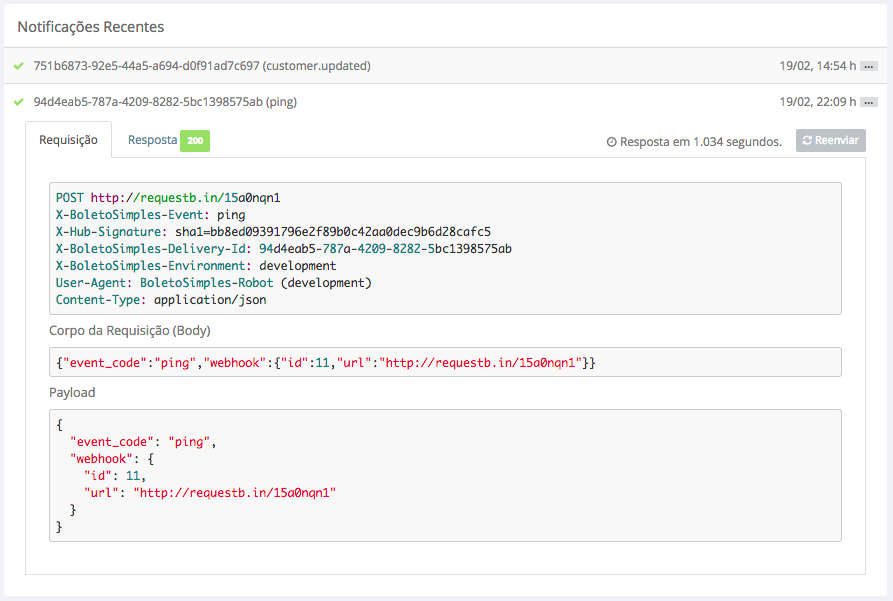 Notificações Recentes
751b6873-92e5-44a5-a694-d0f91ad7c697 (customer.updated) 19/02, 14:54 h ...
94d4eab5-787a-4209-8282-5bc1398575ab (ping) 19/02, 22:09 h ...
Requisição Resposta 200 Resposta em 1.034 segundos. Reenviar
POST http://requestb.in/15a0nqn1
X-BoletoSimples-Event: ping
X-Hub-Signature: sha1=bb8ed09391796e2f89b0c42aa0dec9b6d28cafc5
X-BoletoSimples-Delivery-Id: 94d4eab5-787a-4209-8282-5bc1398575ab
X-BoletoSimples-Environment: development
User-Agent: BoletoSimples-Robot (development)
Content-Type: application/json
Corpo da Requisição (Body)
{"event_code":"ping","webhook":{"id":11,"url":"http://requestb.in/15a0nqn1"}}
Payload
{
  "event_code": "ping",
  "webhook": {
    "id": 11,
    "url": "http://requestb.in/15a0nqn1"
  }
}